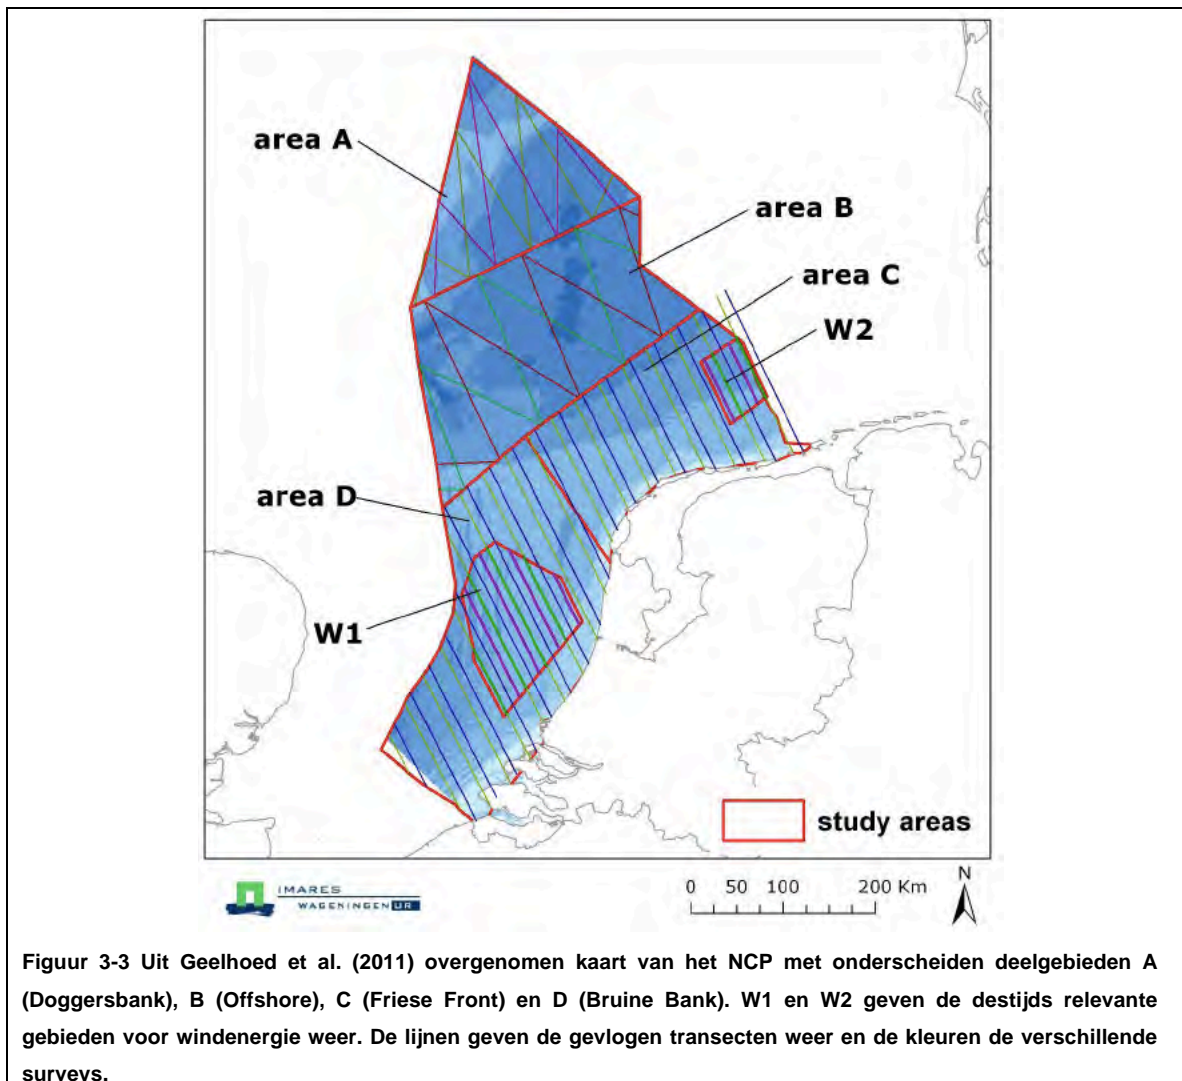 area A
area B
area C
W2
area D
W1
study areas
IMARES
WAGENINGEN UR
0 50 100 200 Km
N
Figuur 3-3 Uit Geelhoed et al. (2011) overgenomen kaart van het NCP met onderscheiden deelgebieden A
(Doggersbank), B (Offshore), C (Friese Front) en D (Bruine Bank). W1 en W2 geven de destijds relevante
gebieden voor windenergie weer. De lijnen geven de gevlogen transecten weer en de kleuren de verschillende
surveys.